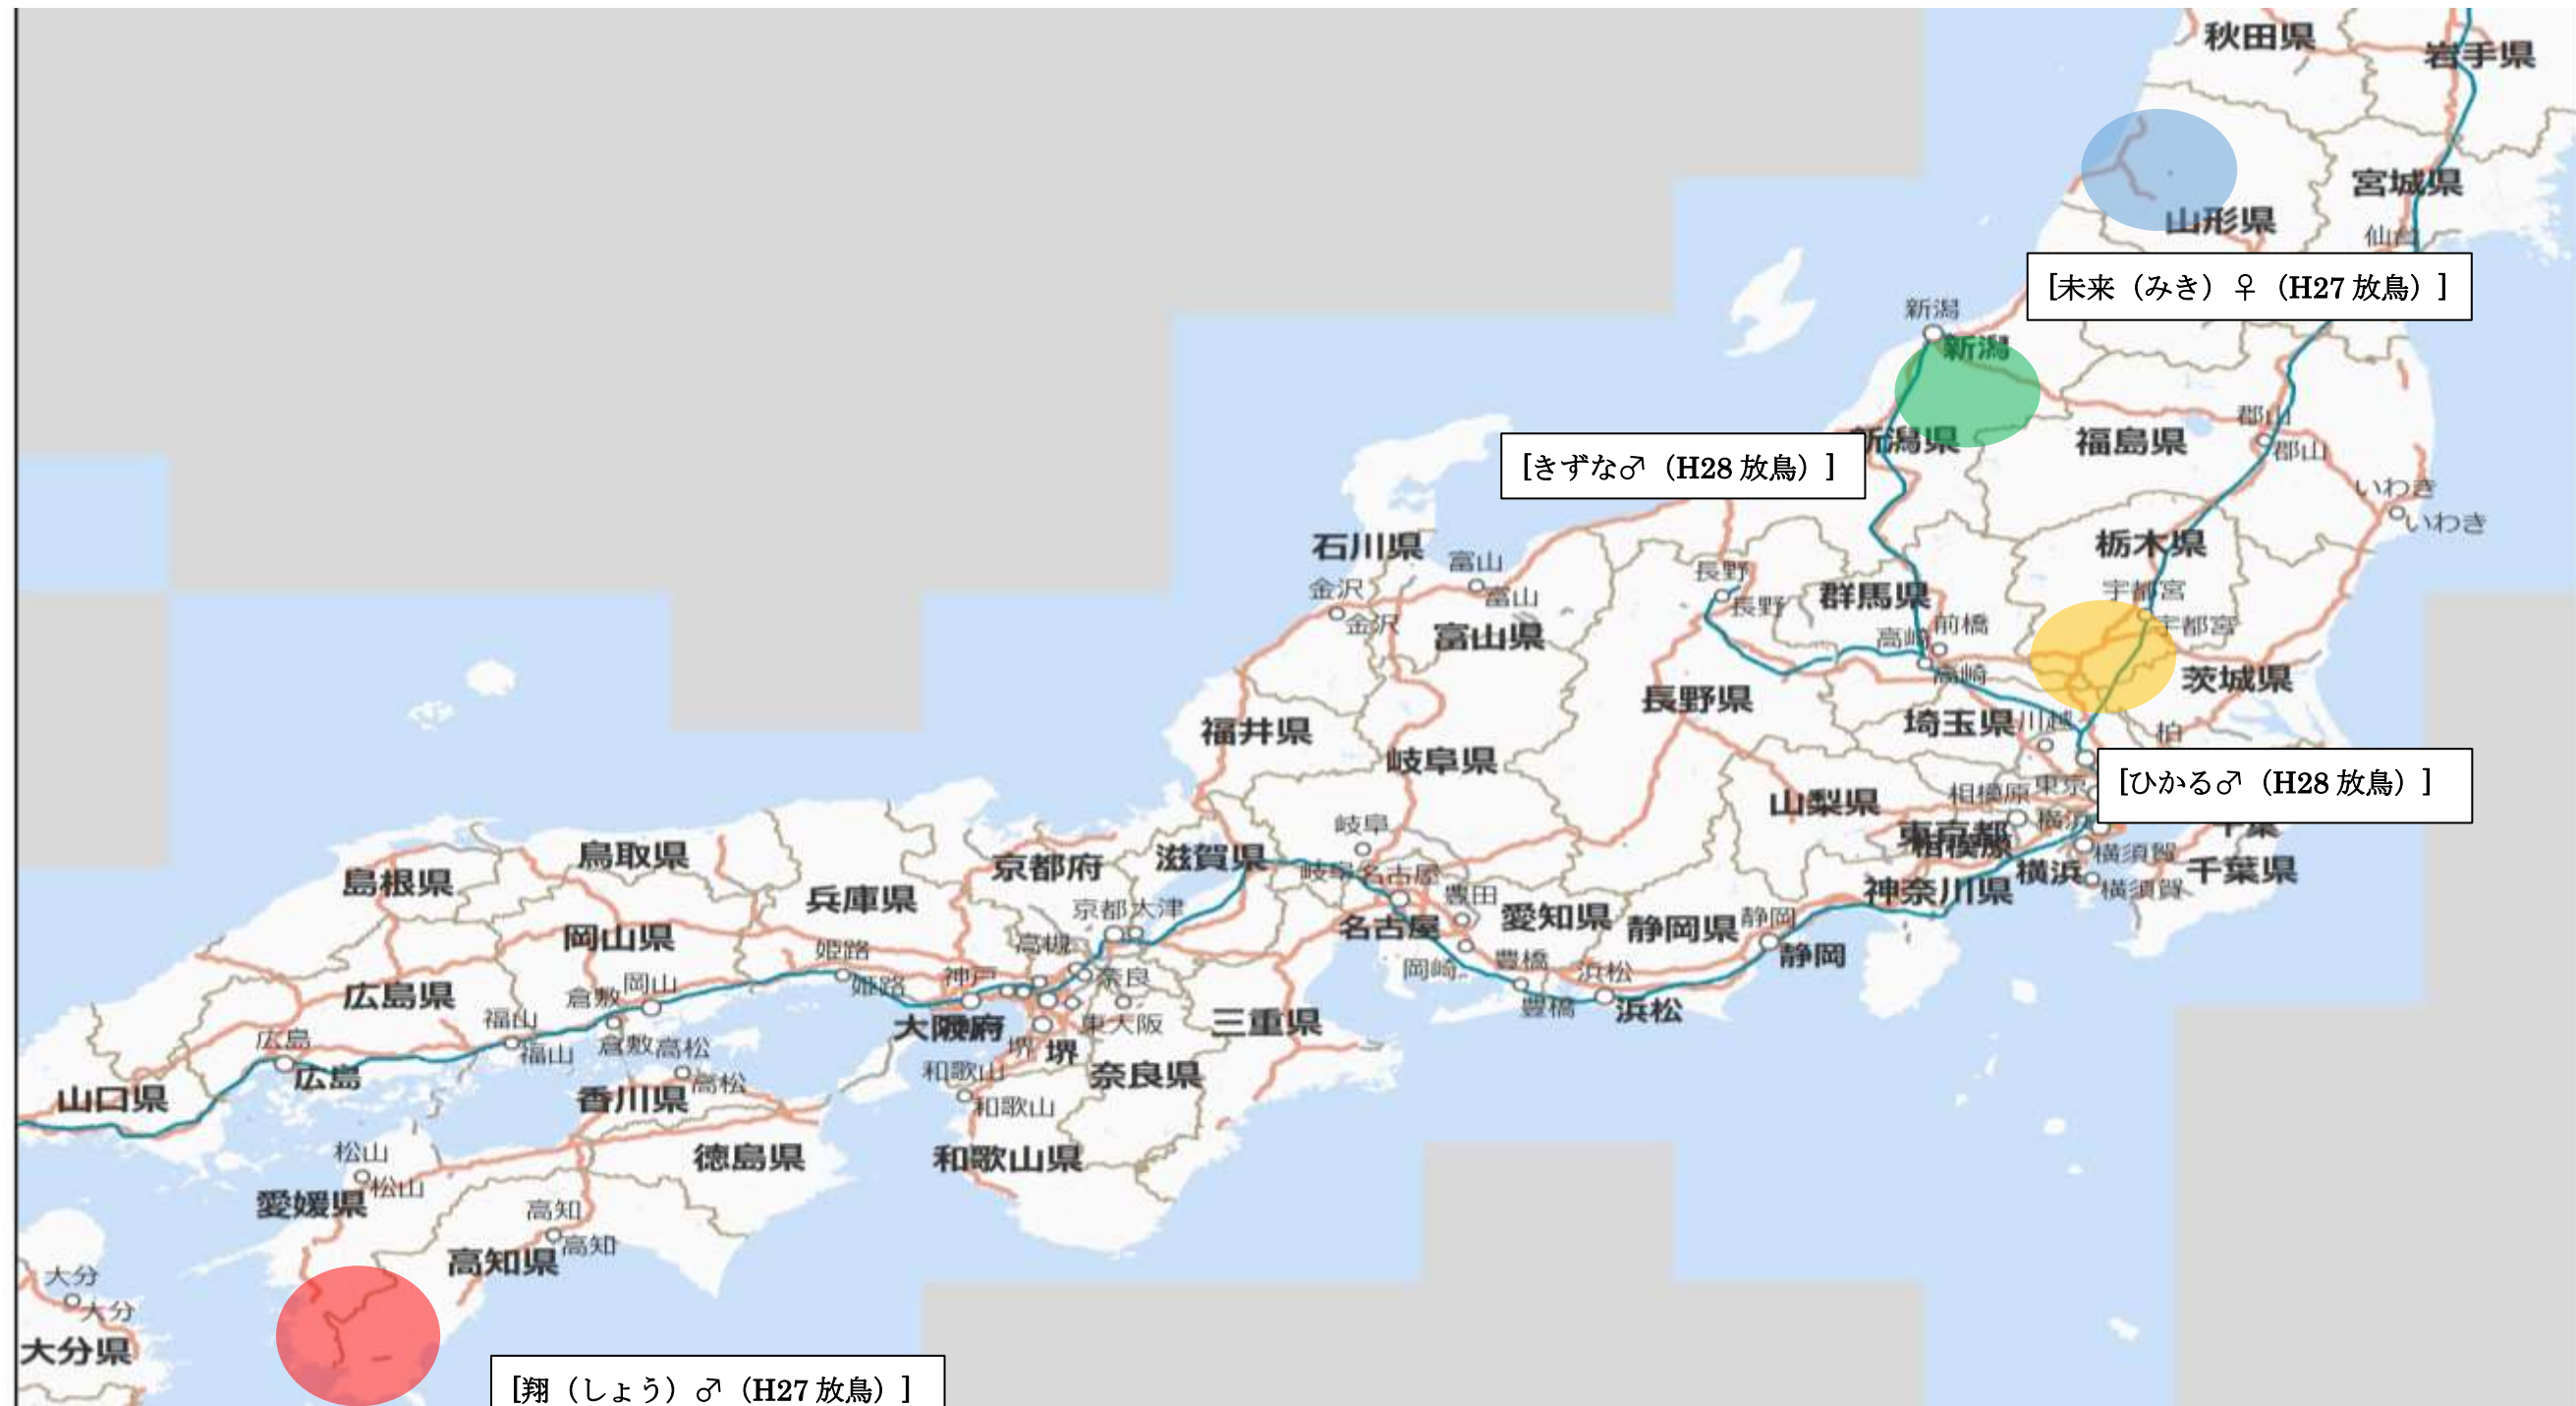 秋田県
岩手県
宮城県
山形県
仙台
[未来（みき）♀（H27 放鳥）]
新潟
新潟
[きずな♂（H28 放鳥）]
新潟県
福島県
郡山
郡山
いわき
いわき
石川県
富山
富山
金沢
金沢
富山県
長野
長野
群馬県
前橋
高崎
高崎
栃木県
宇都宮
宇都宮
茨城県
福井県
岐阜県
長野県
埼玉県
川越
柏
[ひかる♂（H28 放鳥）]
山梨県
相模原
東京
東京都
相模原
横浜
千葉
横浜
横須賀
横須賀
千葉県
神奈川県
島根県
鳥取県
兵庫県
京都府
滋賀県
岐阜
岐阜
名古屋
名古屋
豊田
愛知県
静岡県
静岡
静岡
岡山県
京都
大津
高槻
姫路
姫路
神戸
奈良
岡崎
豊橋
豊橋
浜松
浜松
広島県
倉敷
岡山
福山
福山
倉敷
高松
高松
大阪府
東大阪
堺
堺
三重県
奈良県
広島
広島
山口県
香川県
和歌山
和歌山
和歌山県
徳島県
松山
松山
愛媛県
高知
高知
高知県
大分
大分
大分県
[翔（しょう）♂（H27 放鳥）]